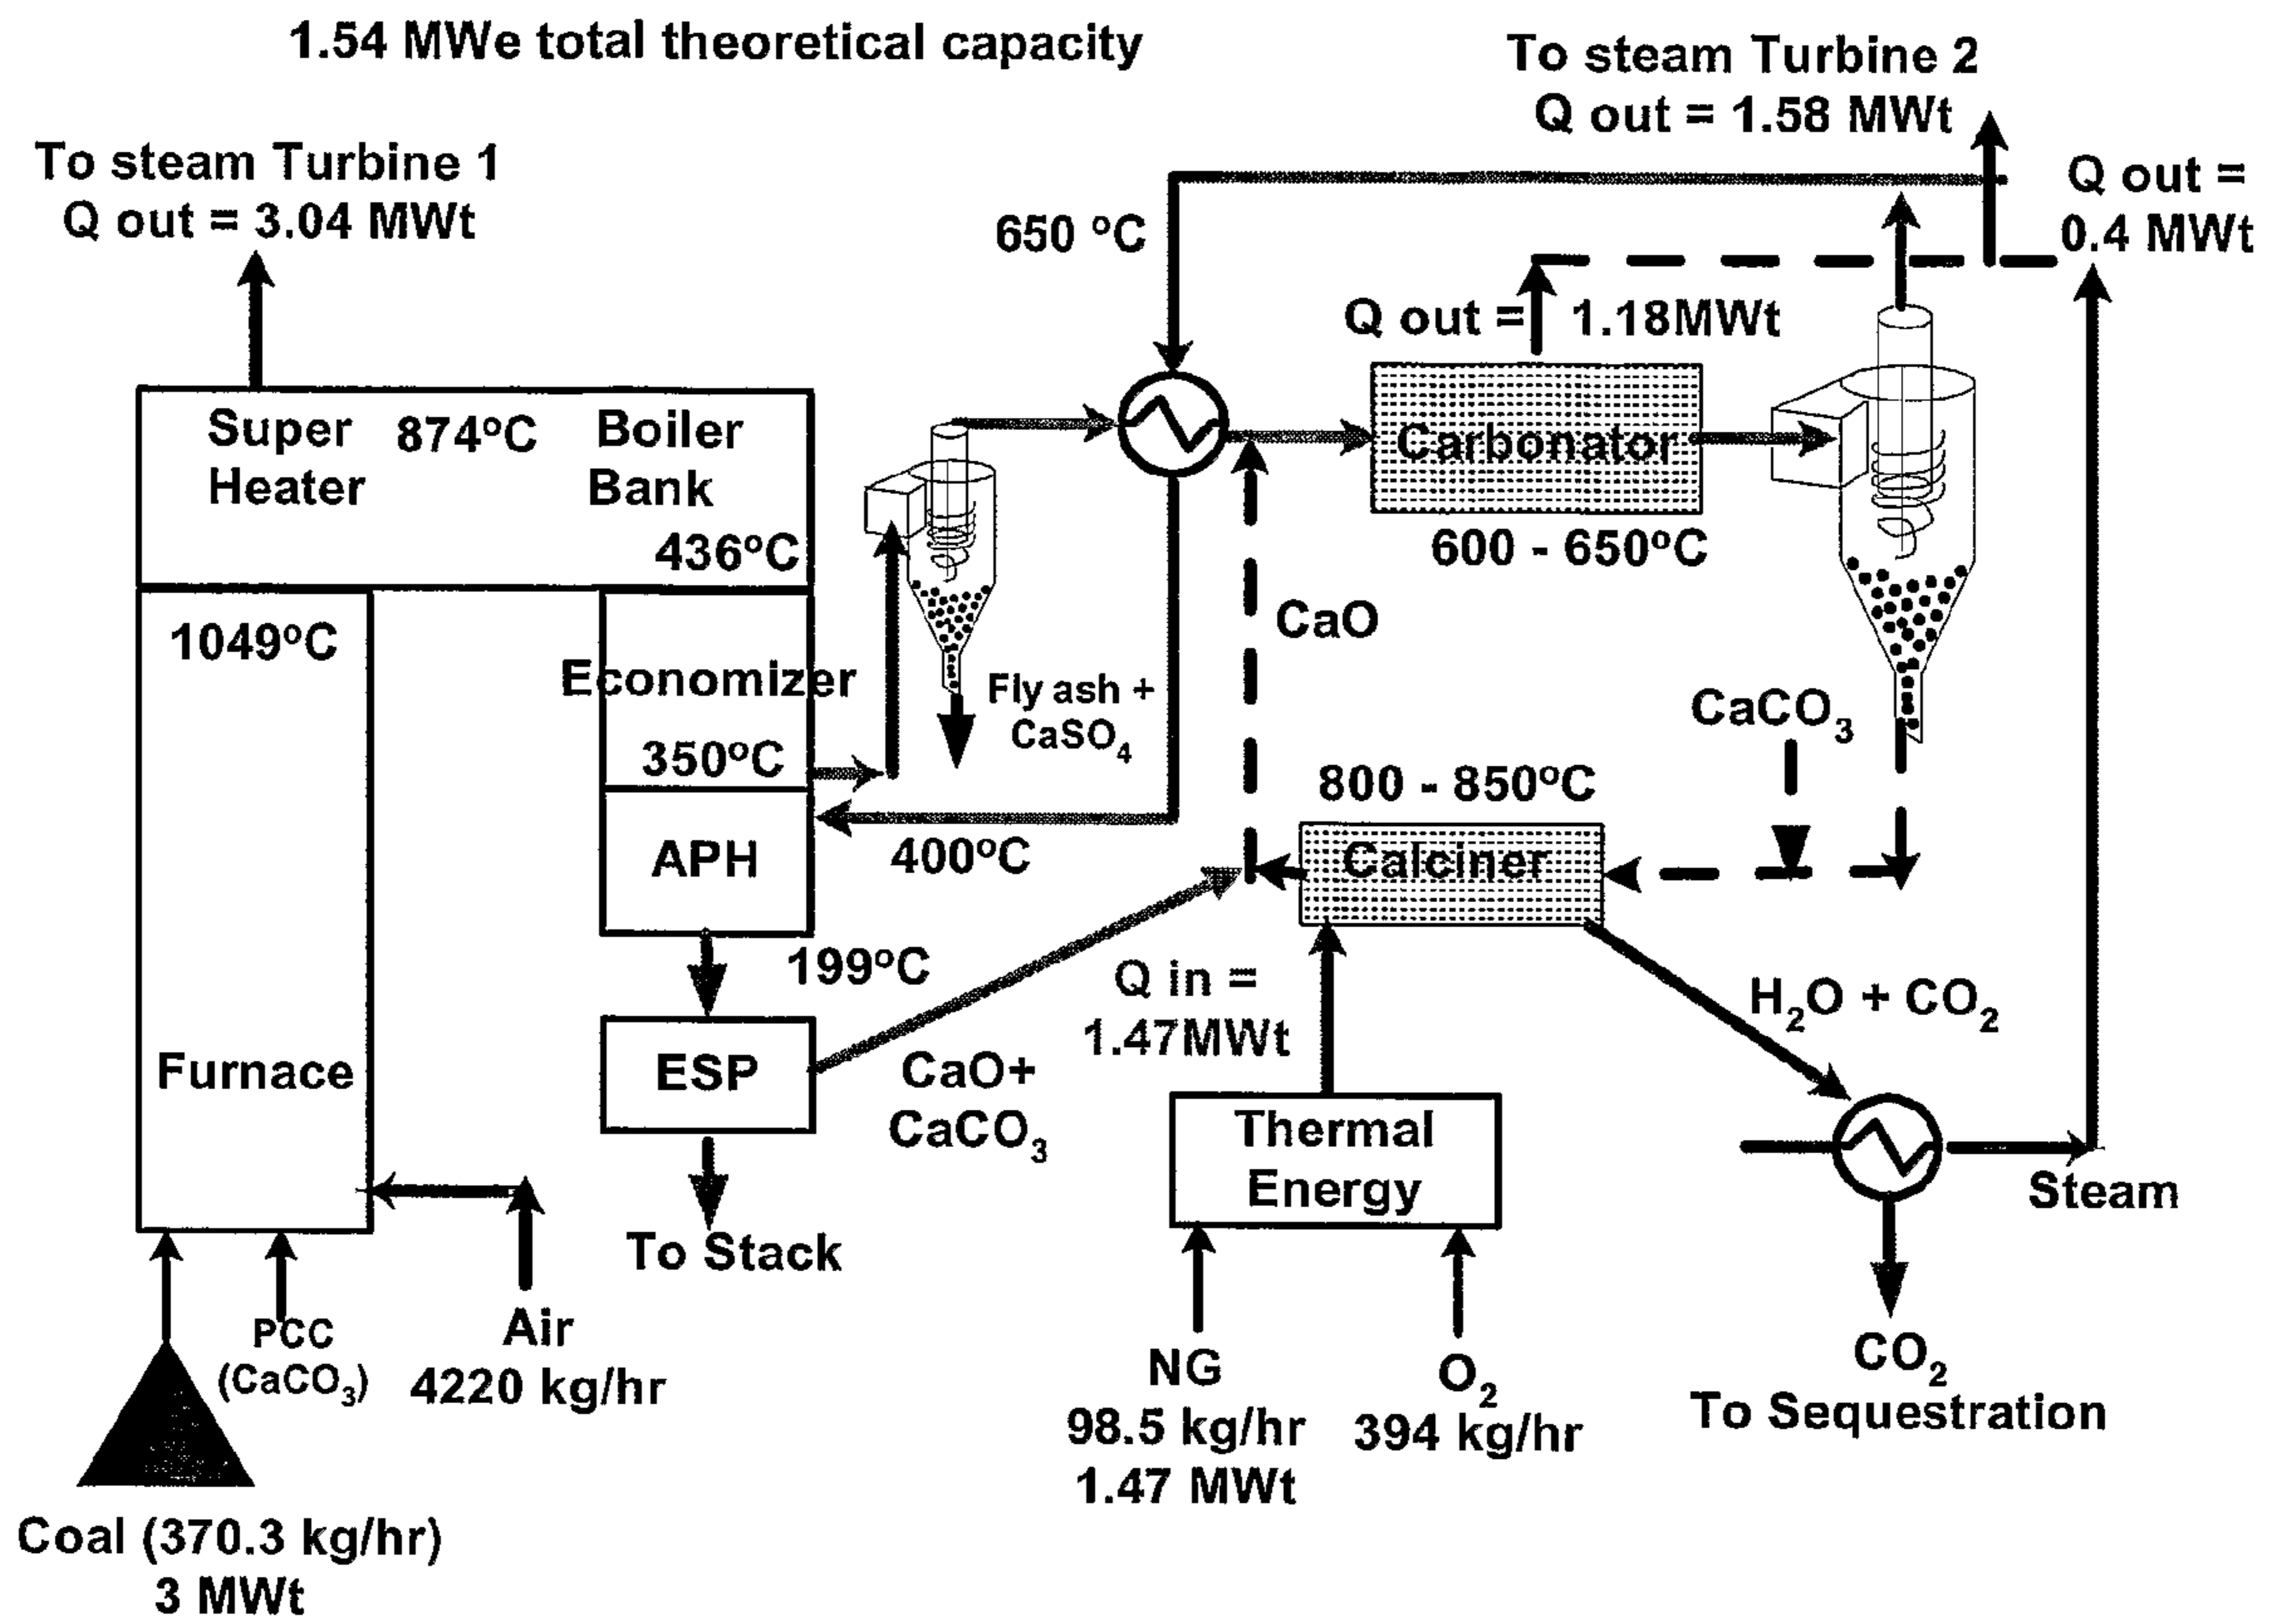 1.54 MWe total theoretical capacity
To steam Turbine 2
Q out = 1.58 MWt
To steam Turbine 1
Q out = 3.04 MWt
Q out =
0.4 MWt
650 °C
Q out = 1.18MWt
Super
Heater
874°C
Boiler
Bank
436°C
Carbonator
600 - 650°C
1049°C
Economizer
350°C
Fly ash +
CaSO₄
CaO
CaCO₃
800 - 850°C
APH
400°C
Calciner
199°C
Q in =
1.47MWt
H₂O + CO₂
Furnace
ESP
CaO+
CaCO₃
Thermal
Energy
Steam
To Stack
PCC
(CaCO₃)
Air
4220 kg/hr
NG
98.5 kg/hr
1.47 MWt
O₂
394 kg/hr
CO₂
To Sequestration
Coal (370.3 kg/hr)
3 MWt